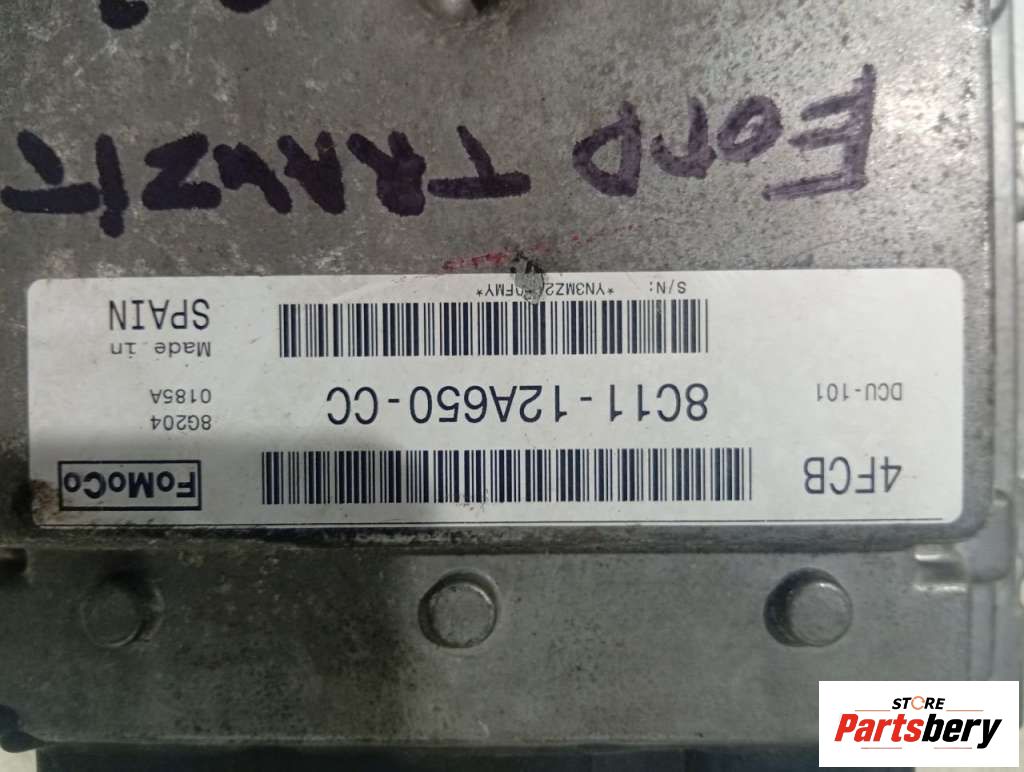 FORD TRANZIT
FoMoCo
4FCB
8G204
0185A
8C11-12A650-CC
DCU-101
Made in
SPAIN
S/N:
STORE
Partsbery